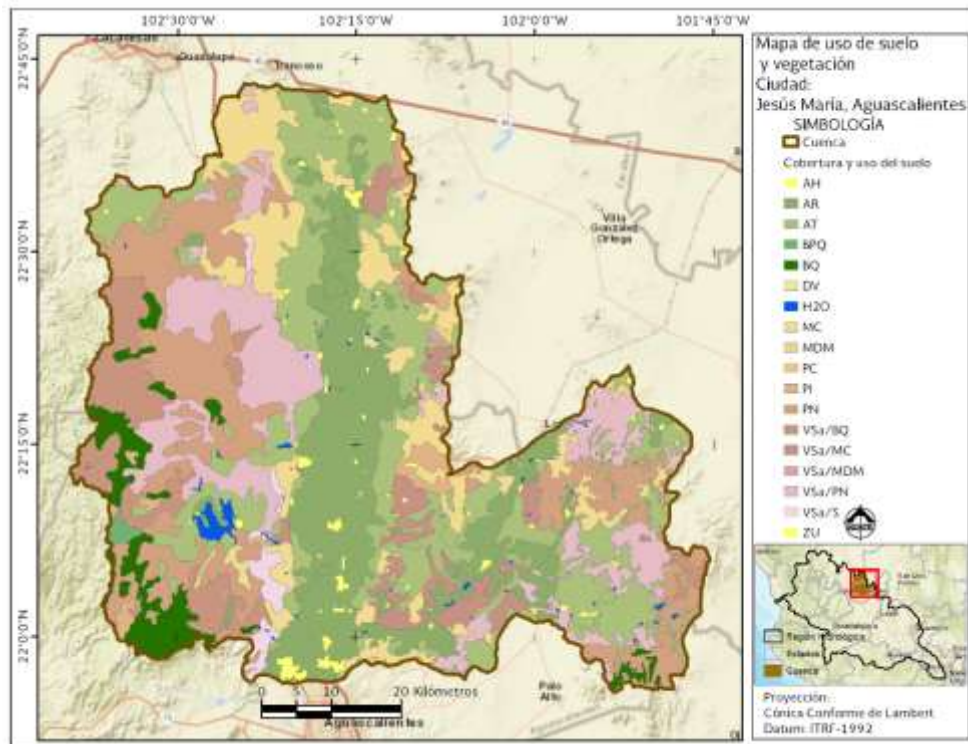 102°30'0"W
102°15'0"W
102°0'0"W
101°45'0"W
22°45'0"N
22°30'0"N
22°15'0"N
22°0'0"N
Zacatecas
Guadalupe
Trancoso
Villa
González
Ortega
Palo
Alto
0 5 10 20 Kilómetros
Aguascalientes
Mapa de uso de suelo
y vegetación
Ciudad:
Jesús María, Aguascalientes
SIMBOLOGÍA
Cuenca
Cobertura y uso del suelo
AH
AR
AT
BPQ
BQ
DV
H2O
MC
MDM
PC
PI
PN
VSa/BQ
VSa/MC
VSa/MDM
VSa/PN
VSa/S
ZU
Región hidrológica
Estados
Cuenca
Proyección:
Cónica Conforme de Lambert
Datum: ITRF-1992